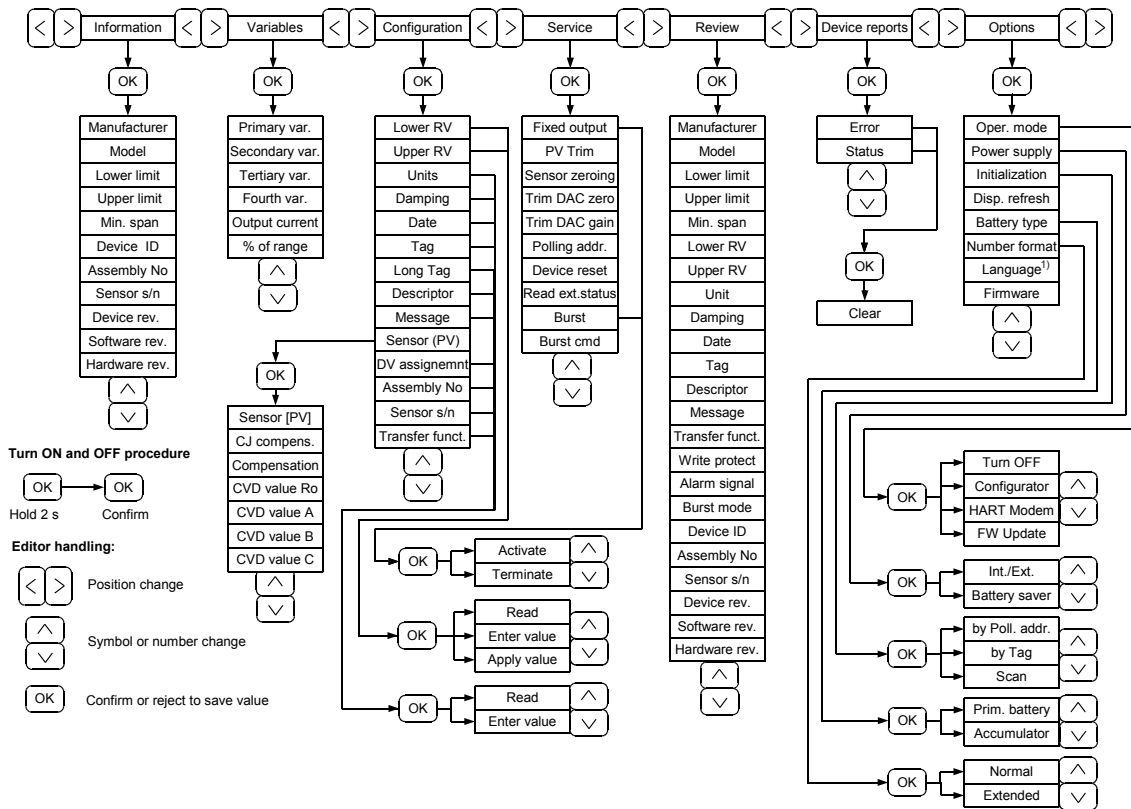 Information
Variables
Configuration
Service
Review
Device reports
Options
OK
OK
OK
OK
OK
OK
OK
Manufacturer
Model
Lower limit
Upper limit
Min. span
Device ID
Assembly No
Sensor s/n
Device rev.
Software rev.
Hardware rev.
Primary var.
Secondary var.
Tertiary var.
Fourth var.
Output current
% of range
Lower RV
Upper RV
Units
Damping
Date
Tag
Long Tag
Descriptor
Message
Sensor (PV)
DV assignemnt
Assembly No
Sensor s/n
Transfer funct.
OK
Sensor [PV]
CJ compens.
Compensation
CVD value Ro
CVD value A
CVD value B
CVD value C
Fixed output
PV Trim
Sensor zeroing
Trim DAC zero
Trim DAC gain
Polling addr.
Device reset
Read ext.status
Burst
Burst cmd
OK
Activate
Terminate
OK
Read
Enter value
Apply value
OK
Read
Enter value
Manufacturer
Model
Lower limit
Upper limit
Min. span
Lower RV
Upper RV
Unit
Damping
Date
Tag
Descriptor
Message
Transfer funct.
Write protect
Alarm signal
Burst mode
Device ID
Assembly No
Sensor s/n
Device rev.
Software rev.
Hardware rev.
Error
Status
OK
Clear
Oper. mode
Power supply
Initialization
Disp. refresh
Battery type
Number format
Language1)
Firmware
OK
Turn OFF
Configurator
HART Modem
FW Update
OK
Int./Ext.
Battery saver
OK
by Poll. addr.
by Tag
Scan
OK
Prim. battery
Accumulator
OK
Normal
Extended
Turn ON and OFF procedure
OK
OK
Hold 2 s
Confirm
Editor handling:
Position change
Symbol or number change
OK
Confirm or reject to save value